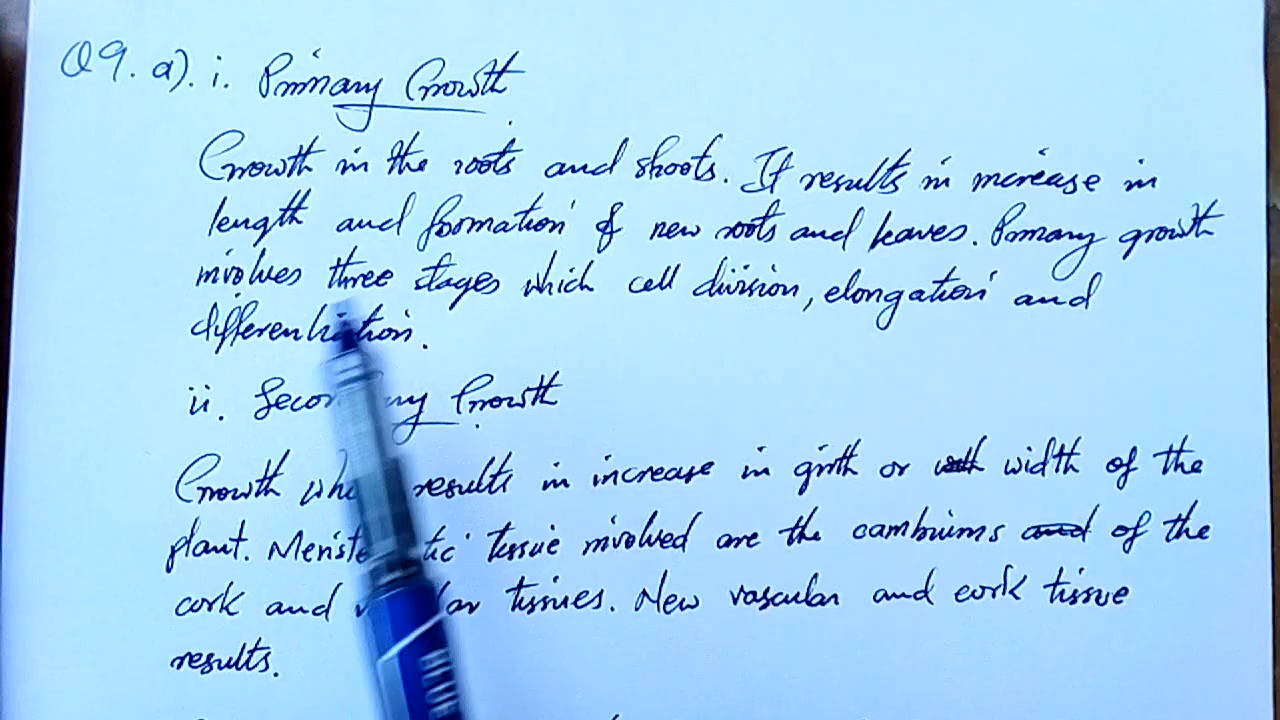 Q9. a). i. Primary Growth
Growth in the roots and shoots. It results in increase in
length and formation of new roots and leaves. Primary growth
involves three stages which cell division, elongation and
differentiation.
ii. Growth
Growth results in increase in girth or width of the
plant. tissue involved are the cambiums of the
cork and tissues. New vascular and cork tissue
results.
BLUE